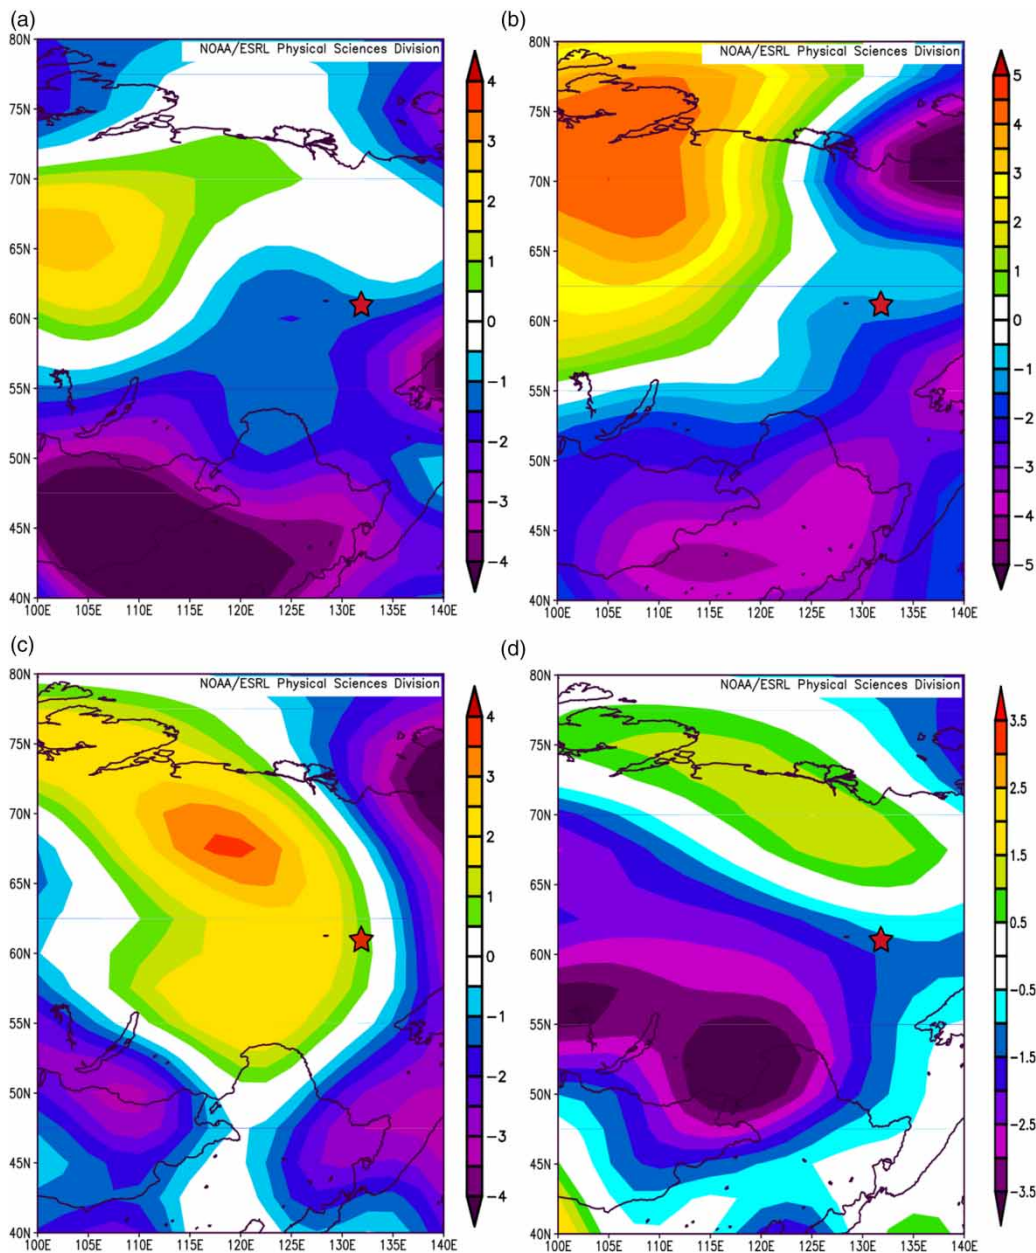 (a)
NOAA/ESRL Physical Sciences Division
80N
75N
70N
65N
60N
55N
50N
45N
40N
100E 105E 110E 115E 120E 125E 130E 135E 140E
4
3
2
1
0
−1
−2
−3
−4
(b)
NOAA/ESRL Physical Sciences Division
80N
75N
70N
65N
60N
55N
50N
45N
40N
100E 105E 110E 115E 120E 125E 130E 135E 140E
5
4
3
2
1
0
−1
−2
−3
−4
−5
(c)
NOAA/ESRL Physical Sciences Division
80N
75N
70N
65N
60N
55N
50N
45N
40N
100E 105E 110E 115E 120E 125E 130E 135E 140E
4
3
2
1
0
−1
−2
−3
−4
(d)
NOAA/ESRL Physical Sciences Division
80N
75N
70N
65N
60N
55N
50N
45N
40N
100E 105E 110E 115E 120E 125E 130E 135E 140E
3.5
2.5
1.5
0.5
−0.5
−1.5
−2.5
−3.5